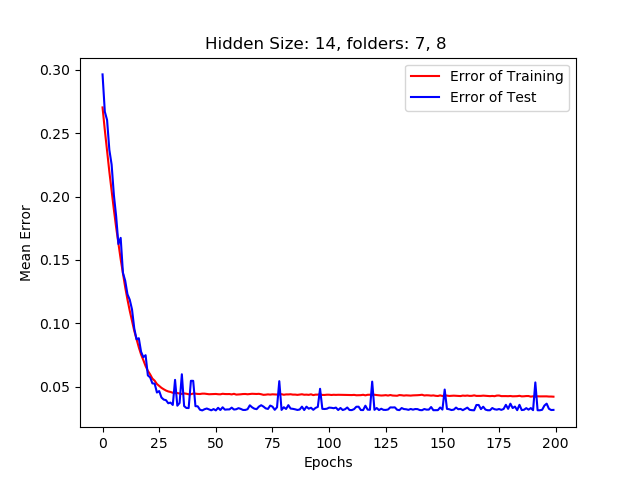 Hidden Size: 14, folders: 7, 8
0.30
0.25
0.20
0.15
0.10
0.05
Mean Error
Error of Training
Error of Test
0 25 50 75 100 125 150 175 200
Epochs